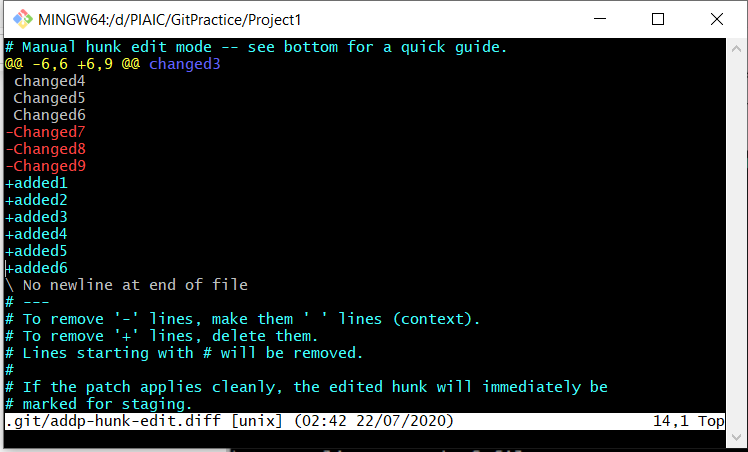 MINGW64:/d/PIAIC/GitPractice/Project1
# Manual hunk edit mode -- see bottom for a quick guide.
@@ -6,6 +6,9 @@ changed3
 changed4
 Changed5
 Changed6
-Changed7
-Changed8
-Changed9
+added1
+added2
+added3
+added4
+added5
+added6
\ No newline at end of file
# ---
# To remove '-' lines, make them ' ' lines (context).
# To remove '+' lines, delete them.
# Lines starting with # will be removed.
#
# If the patch applies cleanly, the edited hunk will immediately be
# marked for staging.
.git/addp-hunk-edit.diff [unix] (02:42 22/07/2020) 14,1 Top